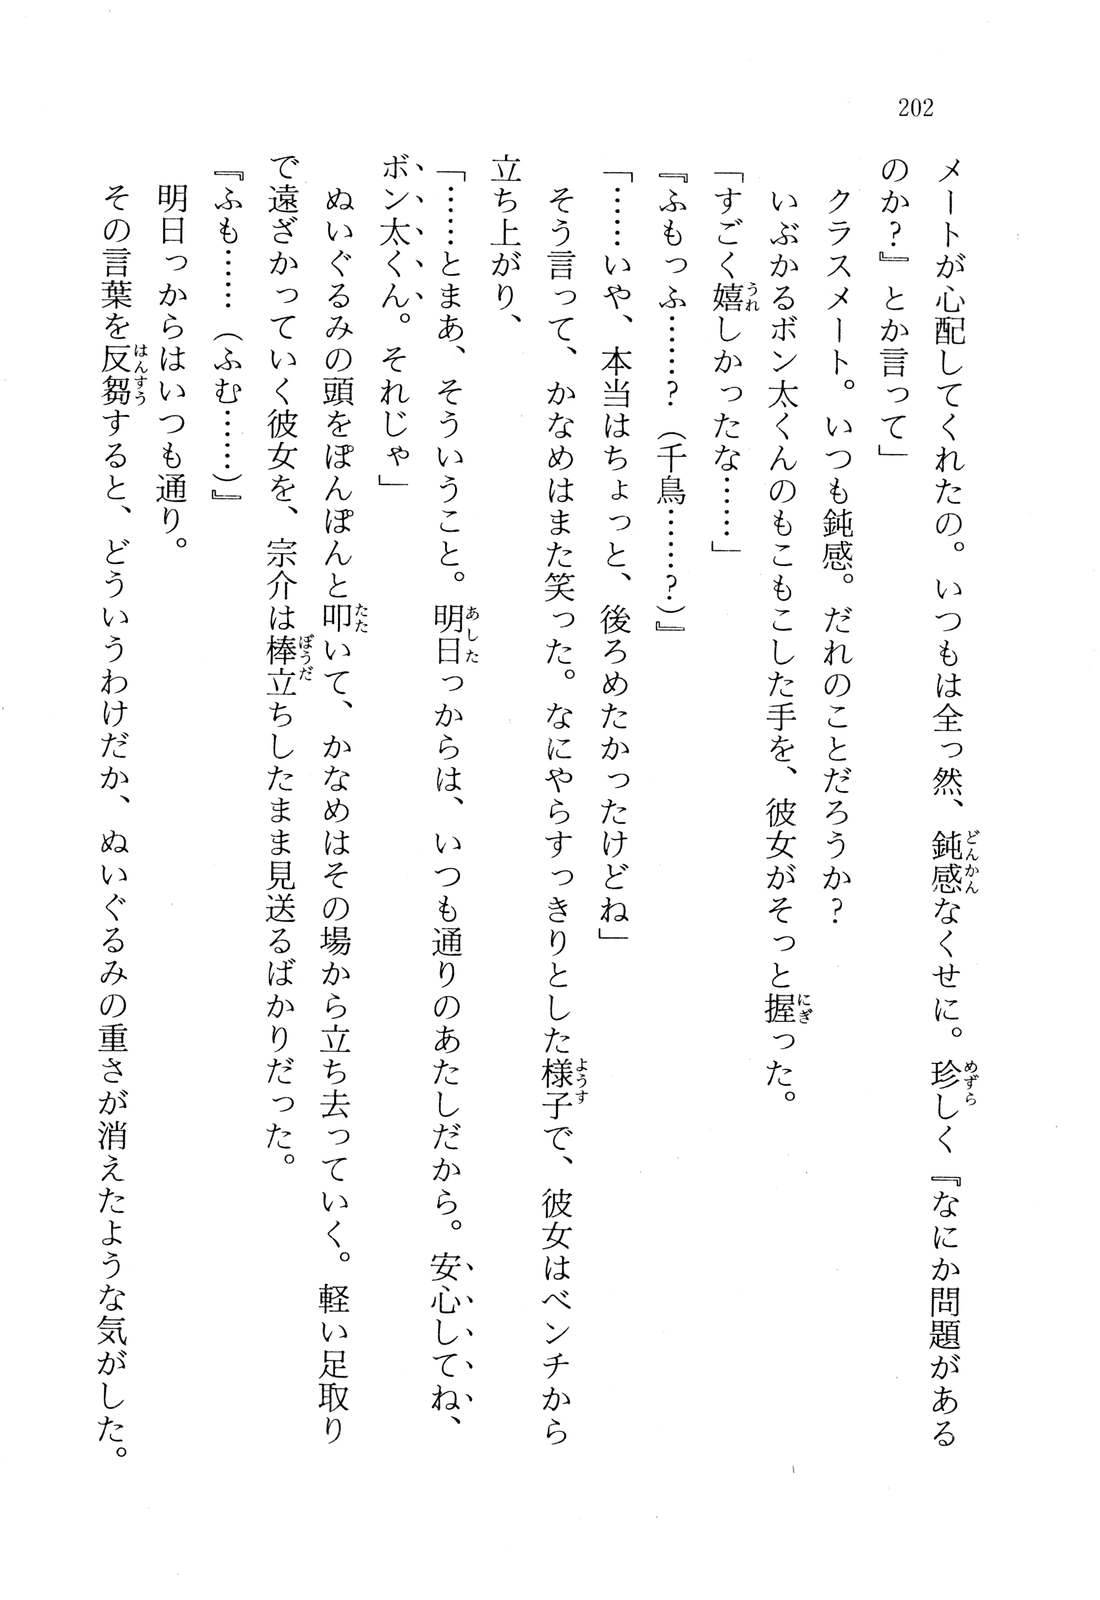 202
メートが心配してくれたの。いつもは全っ然、鈍感なくせに。珍しく『なにか問題がある
のか？』とか言って」
クラスメート。いつも鈍感。だれのことだろうか？
いぶかるボン太くんのもこもこした手を、彼女がそっと握った。
「すごく嬉しかったな……」
『ふもっふ……？（千鳥……？）』
「……いや、本当はちょっと、後ろめたかったけどね」
そう言って、かなめはまた笑った。なにやらすっきりとした様子で、彼女はベンチから
立ち上がり、
「……とまあ、そういうこと。明日っからは、いつも通りのあたしだから。安心してね、
ボン太くん。それじゃ」
ぬいぐるみの頭をぽんぽんと叩いて、かなめはその場から立ち去っていく。軽い足取り
で遠ざかっていく彼女を、宗介は棒立ちしたまま見送るばかりだった。
『ふも……（ふむ……）』
明日っからはいつも通り。
その言葉を反芻すると、どういうわけだか、ぬいぐるみの重さが消えたような気がした。